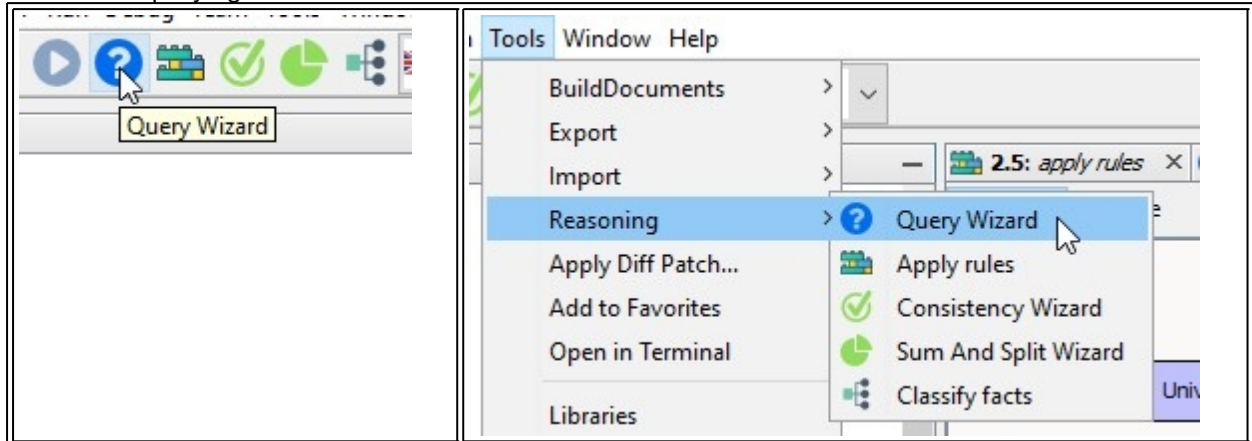 Query Wizard
Tools Window Help
BuildDocuments
Export
Import
Reasoning
Apply Diff Patch...
Add to Favorites
Open in Terminal
Libraries
2.5: apply rules
Query Wizard
Apply rules
Consistency Wizard
Sum And Split Wizard
Classify facts